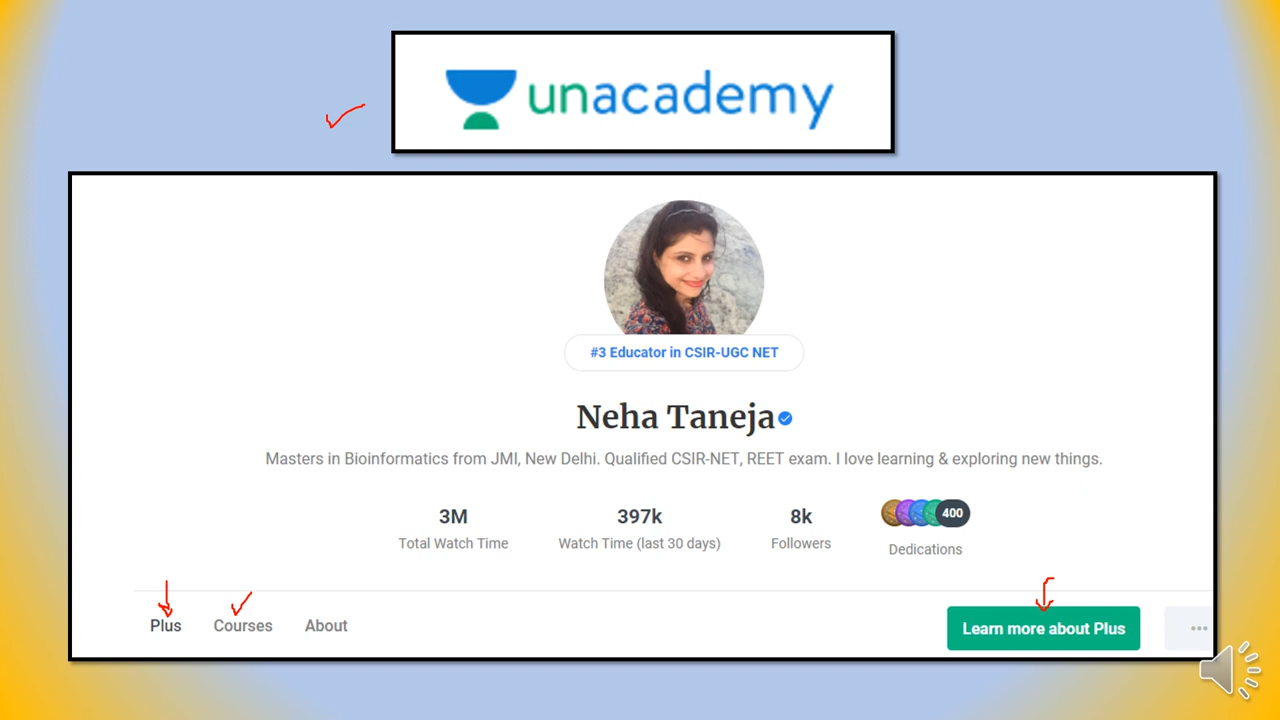 unacademy
#3 Educator in CSIR-UGC NET
Neha Taneja
Masters in Bioinformatics from JMI, New Delhi. Qualified CSIR-NET, REET exam. I love learning & exploring new things.
3M 397k 8k 400
Total Watch Time Watch Time (last 30 days) Followers Dedications
Plus Courses About Learn more about Plus